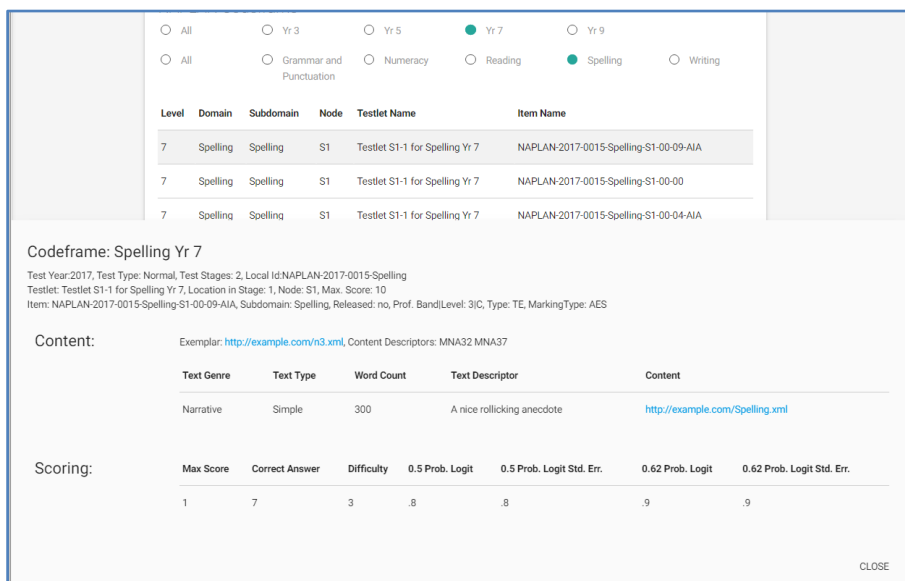 All Yr 3 Yr 5 Yr 7 Yr 9
All Grammar and Punctuation Numeracy Reading Spelling Writing
Level Domain Subdomain Node Testlet Name Item Name
7 Spelling Spelling S1 Testlet S1-1 for Spelling Yr 7 NAPLAN-2017-0015-Spelling-S1-00-09-AIA
7 Spelling Spelling S1 Testlet S1-1 for Spelling Yr 7 NAPLAN-2017-0015-Spelling-S1-00-00
7 Spelling Spelling S1 Testlet S1-1 for Spelling Yr 7 NAPLAN-2017-0015-Spelling-S1-00-04-AIA
Codeframe: Spelling Yr 7
Test Year:2017, Test Type: Normal, Test Stages: 2, Local Id:NAPLAN-2017-0015-Spelling
Testlet: Testlet S1-1 for Spelling Yr 7, Location in Stage: 1, Node: S1, Max. Score: 10
Item: NAPLAN-2017-0015-Spelling-S1-00-09-AIA, Subdomain: Spelling, Released: no, Prof. Band|Level: 3|C, Type: TE, MarkingType: AES
Content: Exemplar: http://example.com/n3.xml, Content Descriptors: MNA32 MNA37
Text Genre Text Type Word Count Text Descriptor Content
Narrative Simple 300 A nice rollicking anecdote http://example.com/Spelling.xml
Scoring: Max Score Correct Answer Difficulty 0.5 Prob. Logit 0.5 Prob. Logit Std. Err. 0.62 Prob. Logit 0.62 Prob. Logit Std. Err.
1 7 3 .8 .8 .9 .9
CLOSE